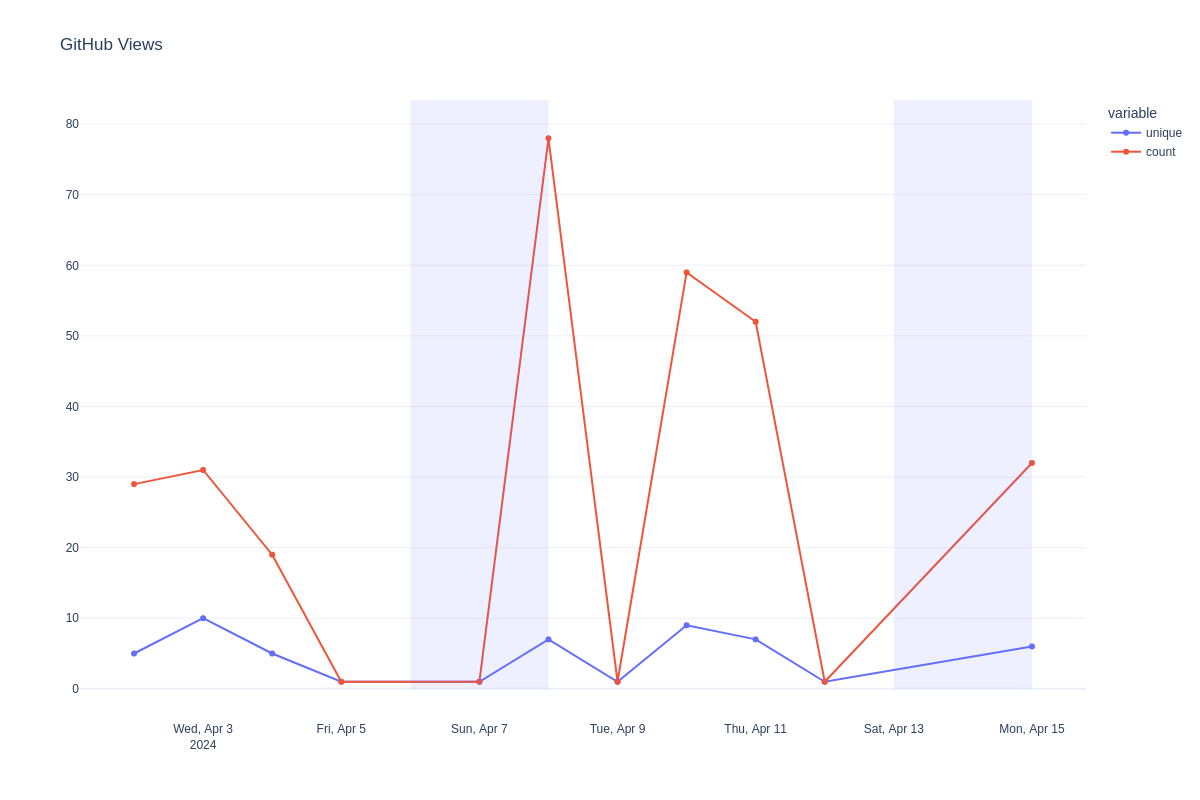 GitHub Views
variable
unique
count
80
70
60
50
40
30
20
10
0
Wed, Apr 3
2024
Fri, Apr 5
Sun, Apr 7
Tue, Apr 9
Thu, Apr 11
Sat, Apr 13
Mon, Apr 15